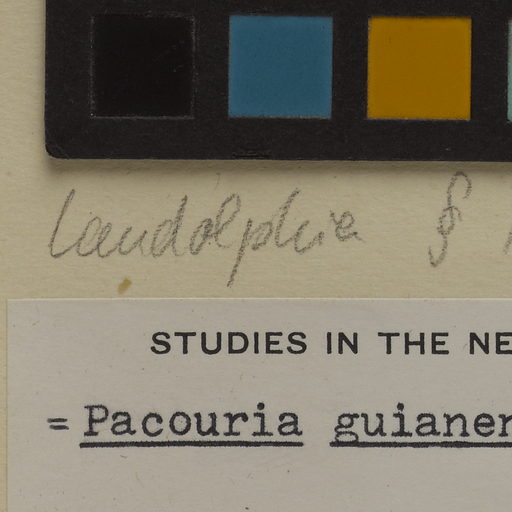 Landolphia §
STUDIES IN THE NE
= Pacouria guianen